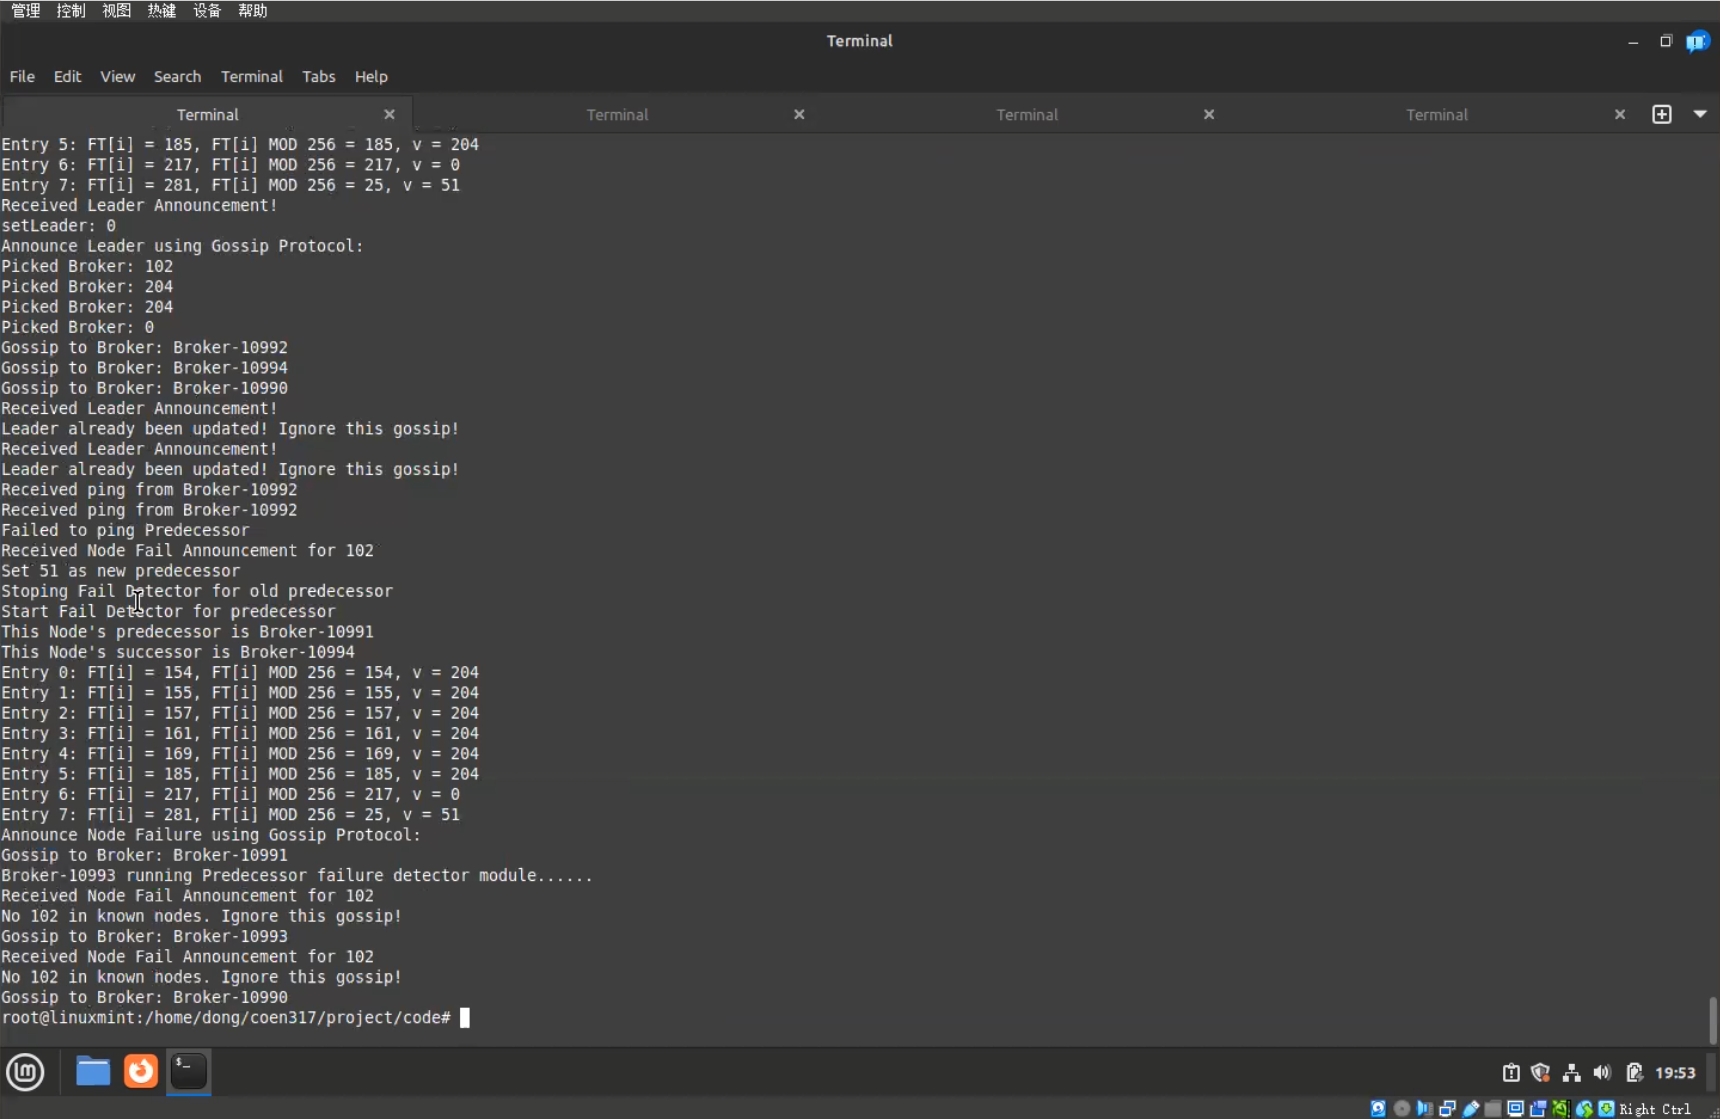 管理 控制 视图 热键 设备 帮助
Terminal
File Edit View Search Terminal Tabs Help
Terminal Terminal Terminal Terminal
Entry 5: FT[i] = 185, FT[i] MOD 256 = 185, v = 204
Entry 6: FT[i] = 217, FT[i] MOD 256 = 217, v = 0
Entry 7: FT[i] = 281, FT[i] MOD 256 = 25, v = 51
Received Leader Announcement!
setLeader: 0
Announce Leader using Gossip Protocol:
Picked Broker: 102
Picked Broker: 204
Picked Broker: 204
Picked Broker: 0
Gossip to Broker: Broker-10992
Gossip to Broker: Broker-10994
Gossip to Broker: Broker-10990
Received Leader Announcement!
Leader already been updated! Ignore this gossip!
Received Leader Announcement!
Leader already been updated! Ignore this gossip!
Received ping from Broker-10992
Received ping from Broker-10992
Failed to ping Predecessor
Received Node Fail Announcement for 102
Set 51 as new predecessor
Stoping Fail Detector for old predecessor
Start Fail Detector for predecessor
This Node's predecessor is Broker-10991
This Node's successor is Broker-10994
Entry 0: FT[i] = 154, FT[i] MOD 256 = 154, v = 204
Entry 1: FT[i] = 155, FT[i] MOD 256 = 155, v = 204
Entry 2: FT[i] = 157, FT[i] MOD 256 = 157, v = 204
Entry 3: FT[i] = 161, FT[i] MOD 256 = 161, v = 204
Entry 4: FT[i] = 169, FT[i] MOD 256 = 169, v = 204
Entry 5: FT[i] = 185, FT[i] MOD 256 = 185, v = 204
Entry 6: FT[i] = 217, FT[i] MOD 256 = 217, v = 0
Entry 7: FT[i] = 281, FT[i] MOD 256 = 25, v = 51
Announce Node Failure using Gossip Protocol:
Gossip to Broker: Broker-10991
Broker-10993 running Predecessor failure detector module......
Received Node Fail Announcement for 102
No 102 in known nodes. Ignore this gossip!
Gossip to Broker: Broker-10993
Received Node Fail Announcement for 102
No 102 in known nodes. Ignore this gossip!
Gossip to Broker: Broker-10990
root@linuxmint:/home/dong/coen317/project/code#
19:53
Right Ctrl